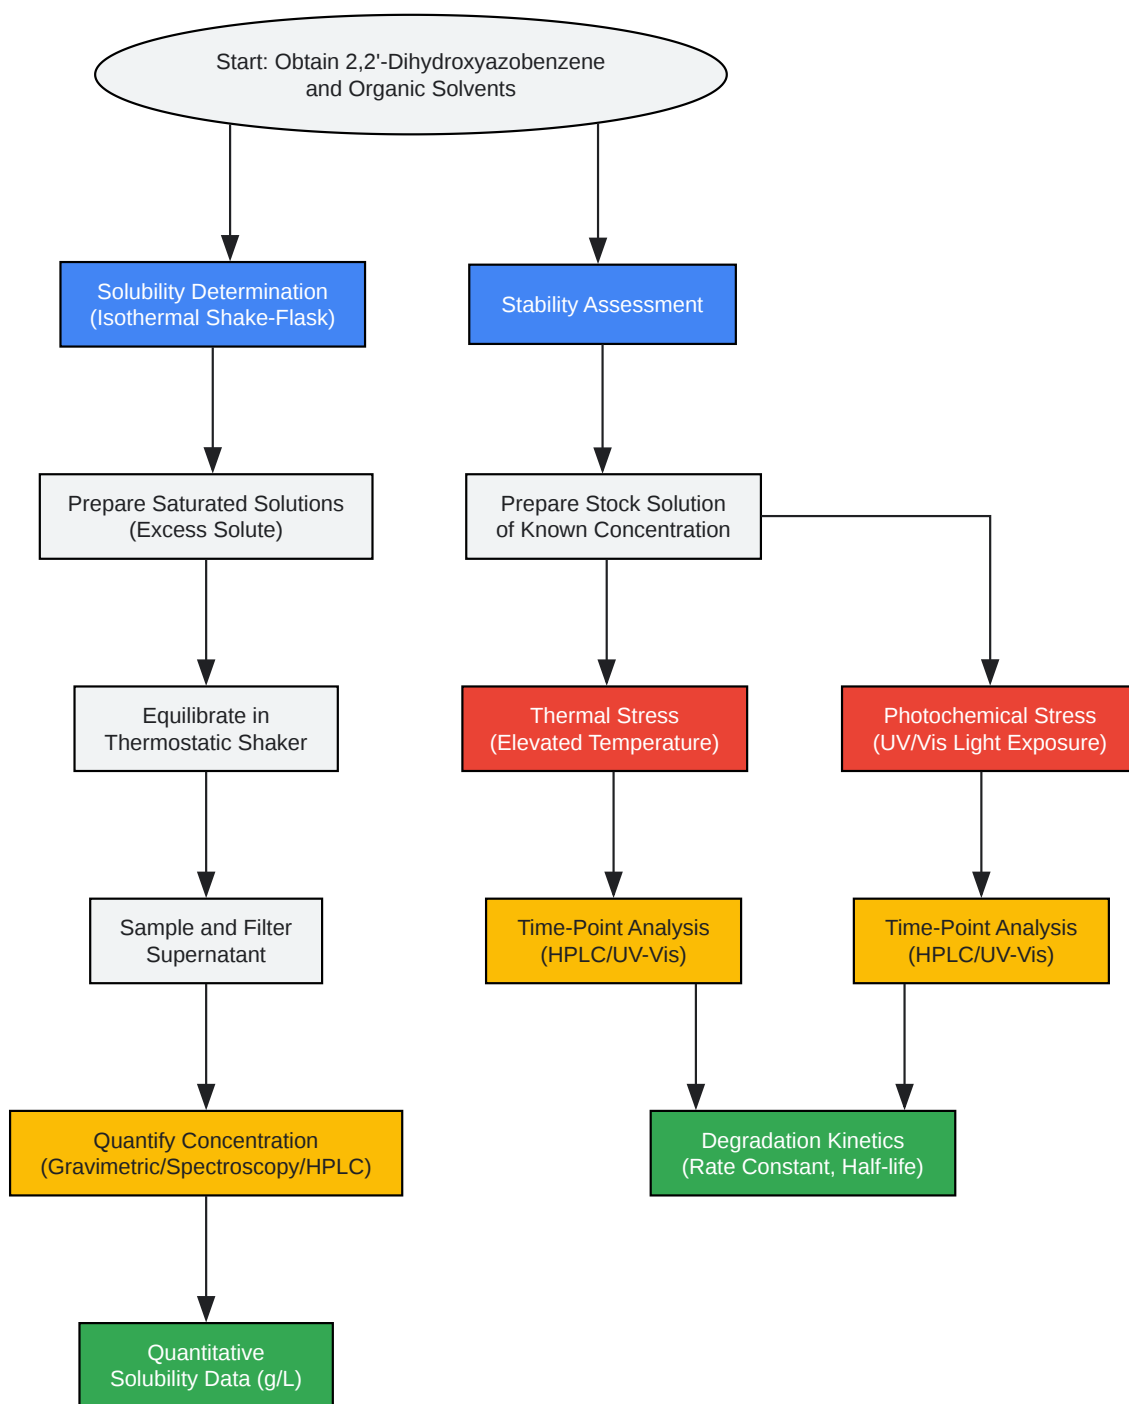 Start: Obtain 2,2'-Dihydroxyazobenzene
and Organic Solvents
Solubility Determination
(Isothermal Shake-Flask)
Stability Assessment
Prepare Saturated Solutions
(Excess Solute)
Prepare Stock Solution
of Known Concentration
Equilibrate in
Thermostatic Shaker
Thermal Stress
(Elevated Temperature)
Photochemical Stress
(UV/Vis Light Exposure)
Sample and Filter
Supernatant
Time-Point Analysis
(HPLC/UV-Vis)
Time-Point Analysis
(HPLC/UV-Vis)
Quantify Concentration
(Gravimetric/Spectroscopy/HPLC)
Degradation Kinetics
(Rate Constant, Half-life)
Quantitative
Solubility Data (g/L)